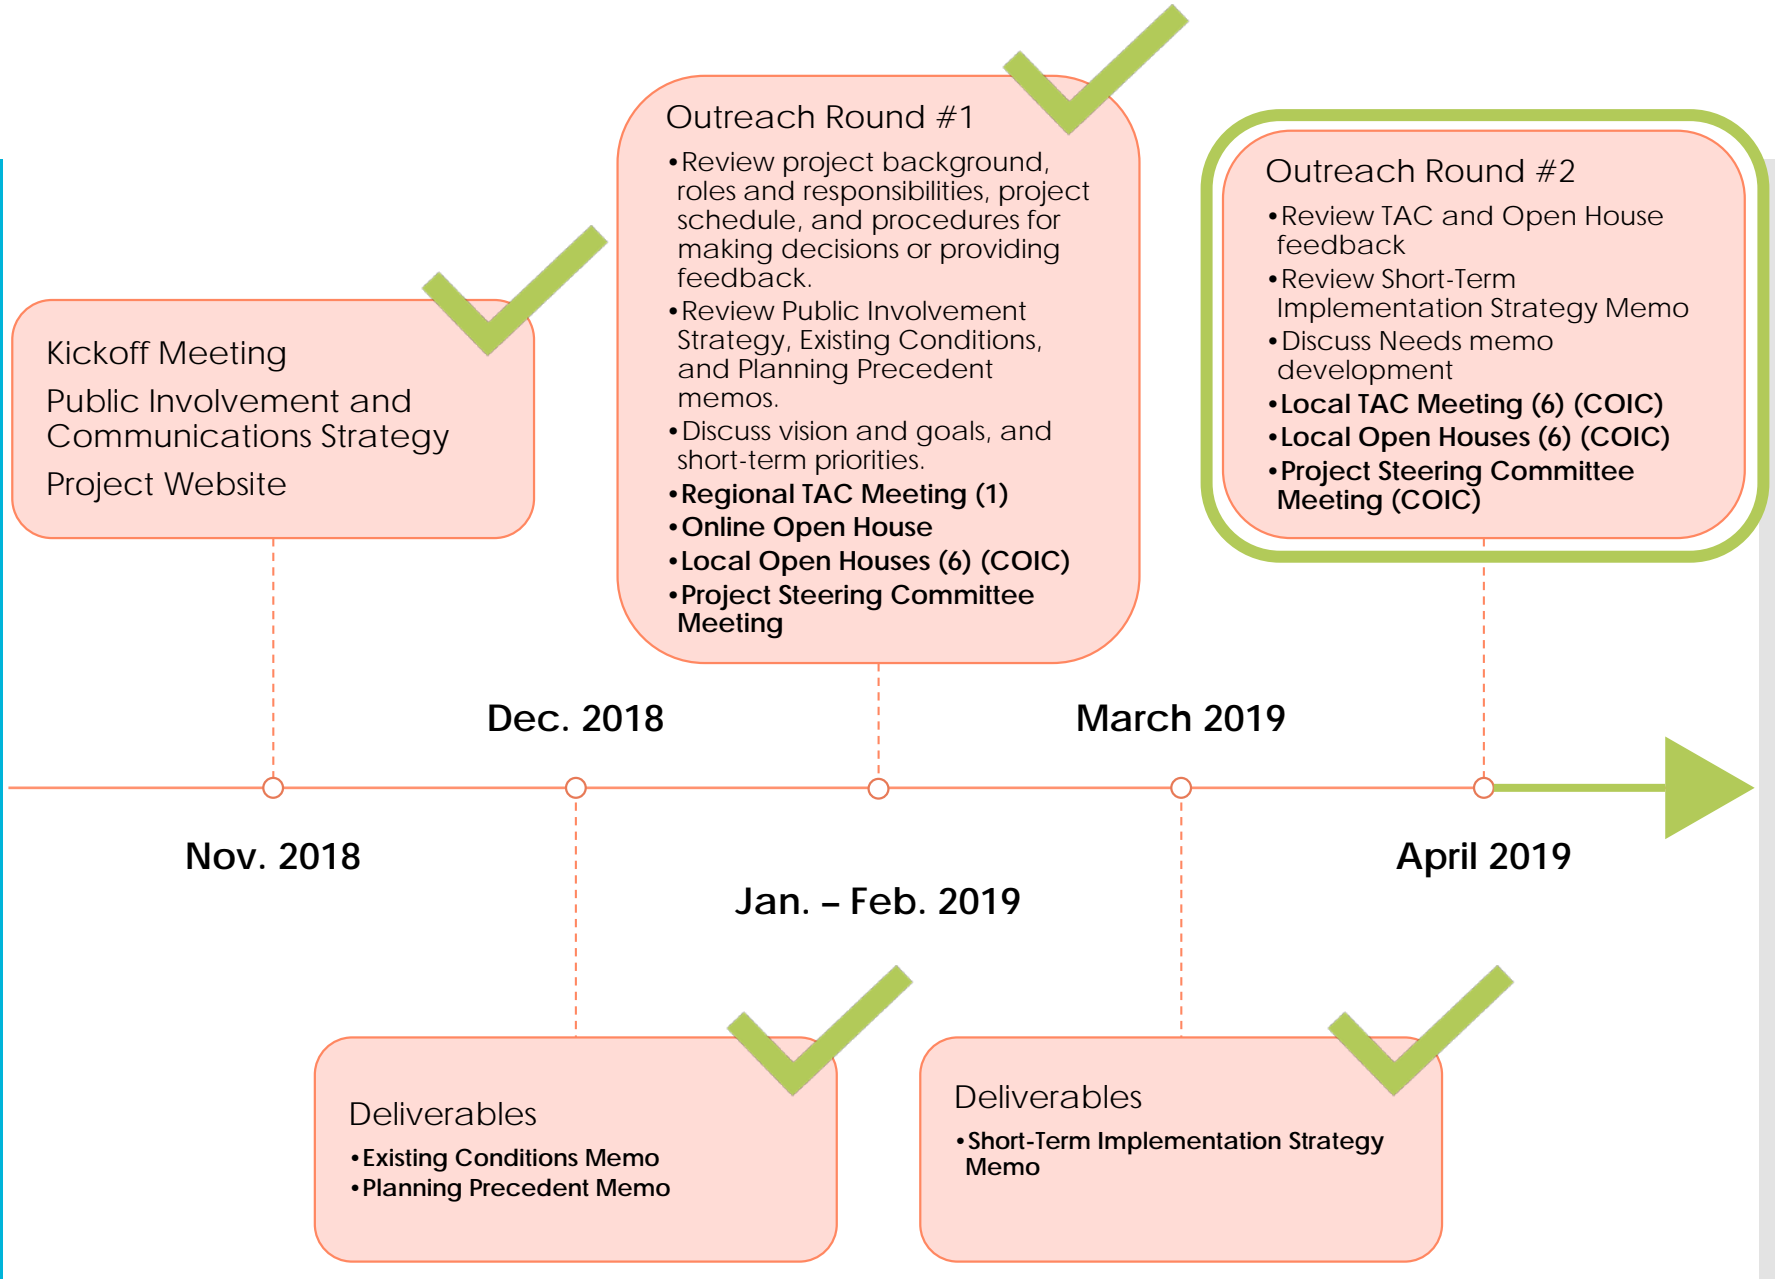 Outreach Round #1
•Review project background,
roles and responsibilities, project
schedule, and procedures for
making decisions or providing
feedback.
•Review Public Involvement
Strategy, Existing Conditions,
and Planning Precedent
memos.
•Discuss vision and goals, and
short-term priorities.
•Regional TAC Meeting (1)
•Online Open House
•Local Open Houses (6) (COIC)
•Project Steering Committee
Meeting
Outreach Round #2
•Review TAC and Open House
feedback
•Review Short-Term
Implementation Strategy Memo
•Discuss Needs memo
development
•Local TAC Meeting (6) (COIC)
•Local Open Houses (6) (COIC)
•Project Steering Committee
Meeting (COIC)
Kickoff Meeting
Public Involvement and
Communications Strategy
Project Website
Dec. 2018
March 2019
Nov. 2018
April 2019
Jan. – Feb. 2019
Deliverables
•Existing Conditions Memo
•Planning Precedent Memo
Deliverables
•Short-Term Implementation Strategy
Memo